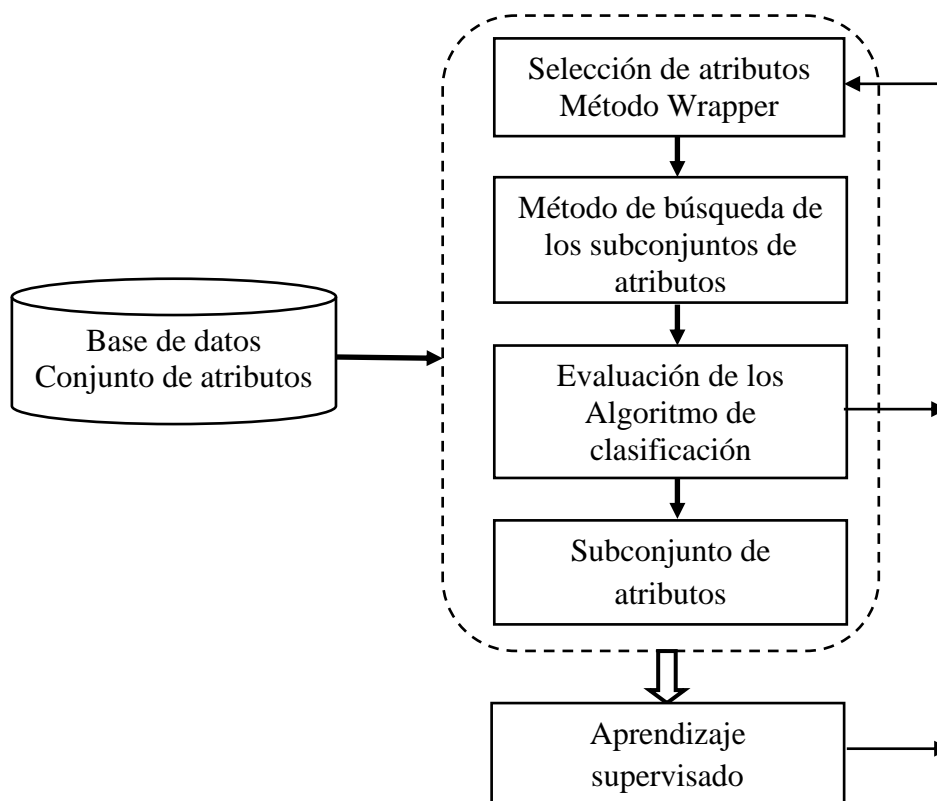 Selección de atributos
Método Wrapper
Método de búsqueda de
los subconjuntos de
atributos
Base de datos
Conjunto de atributos
Evaluación de los
Algoritmo de
clasificación
Subconjunto de
atributos
Aprendizaje
supervisado